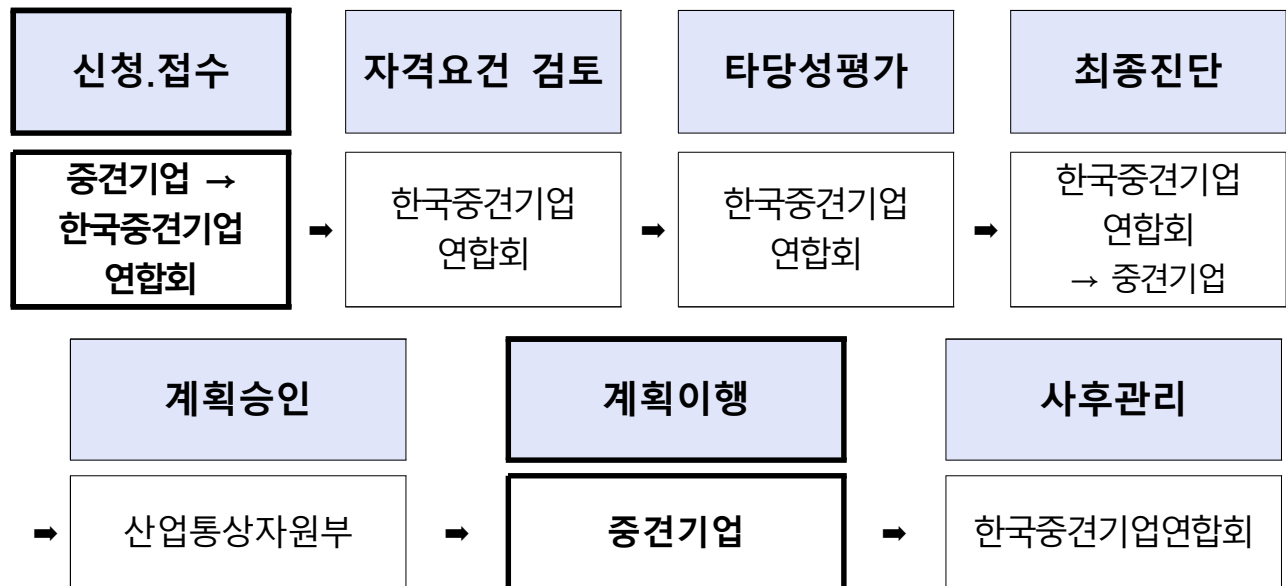 신청.접수
자격요건 검토
타당성평가
최종진단
중견기업 →
한국중견기업
연합회
➡
한국중견기업
연합회
➡
한국중견기업
연합회
➡
한국중견기업
연합회
→ 중견기업
계획승인
계획이행
사후관리
➡
산업통상자원부
➡
중견기업
➡
한국중견기업연합회